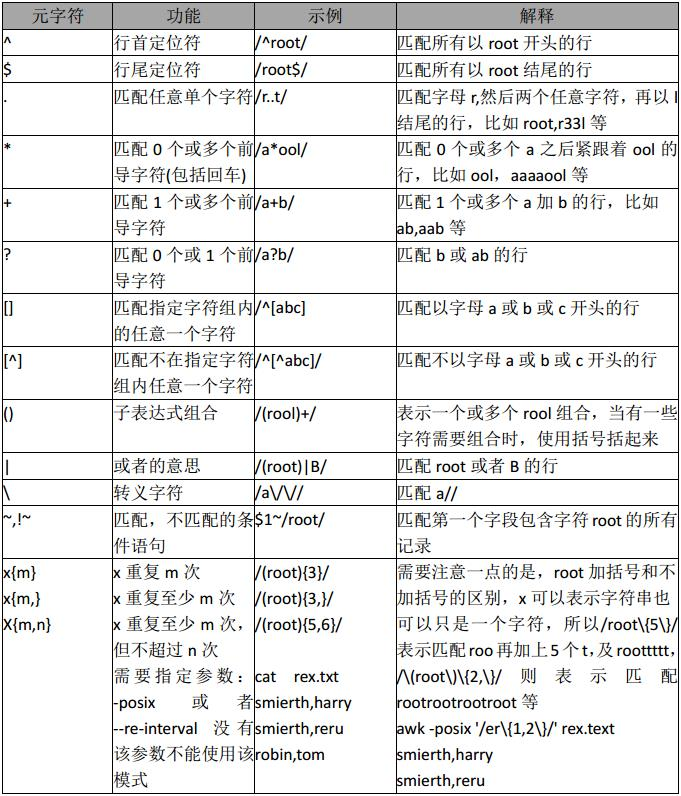 元字符 功能 示例 解释
^ 行首定位符 /^root/ 匹配所有以 root 开头的行
$ 行尾定位符 /root$/ 匹配所有以 root 结尾的行
. 匹配任意单个字符 /r..t/ 匹配字母 r,然后两个任意字符，再以 l
结尾的行，比如 root,r33l 等
* 匹配 0 个或多个前 /a*ool/ 匹配 0 个或多个 a 之后紧跟着 ool 的
导字符(包括回车) 行，比如 ool，aaaaool 等
+ 匹配 1 个或多个前 /a+b/ 匹配 1 个或多个 a 加 b 的行，比如
导字符 ab,aab 等
? 匹配 0 个或 1 个前 /a?b/ 匹配 b 或 ab 的行
导字符
[] 匹配指定字符组内 /^[abc] 匹配以字母 a 或 b 或 c 开头的行
的任意一个字符
[^] 匹配不在指定字符 /^[^abc]/ 匹配不以字母 a 或 b 或 c 开头的行
组内任意一个字符
() 子表达式组合 /(rool)+/ 表示一个或多个 rool 组合，当有一些
字符需要组合时，使用括号括起来
| 或者的意思 /(root)|B/ 匹配 root 或者 B 的行
\ 转义字符 /a\/\// 匹配 a//
~,!~ 匹配，不匹配的条 $1~/root/ 匹配第一个字段包含字符 root 的所有
件语句 记录
x{m} x 重复 m 次 /(root){3}/ 需要注意一点的是，root 加括号和不
x{m,} x 重复至少 m 次 /(root){3,}/ 加括号的区别，x 可以表示字符串也
X{m,n} x 重复至少 m 次， /(root){5,6}/ 可以只是一个字符，所以/root\{5\}/
但不超过 n 次 表示匹配 roo 再加上 5 个 t，及 roottttt，
需要指定参数： cat rex.txt /\(root\)\{2,\}/ 则表示匹配
-posix 或者 smierth,harry rootrootrootroot 等
--re-interval 没有 smierth,reru awk -posix '/er\{1,2\}/' rex.text
该参数不能使用该 robin,tom smierth,harry
模式 smierth,reru